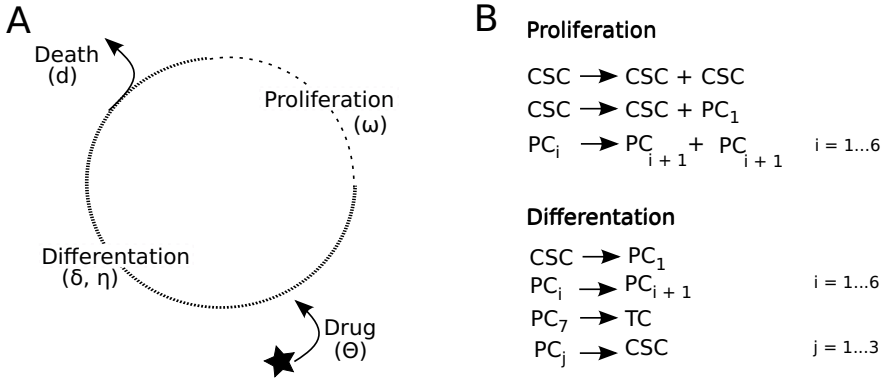 A
Death
(d)
Proliferation
(ω)
Differentation
(δ, η)
Drug
(Θ)
B
Proliferation
CSC → CSC + CSC
CSC → CSC + PC₁
PCᵢ → PCᵢ ₊ ₁ + PCᵢ ₊ ₁ i = 1...6
Differentation
CSC → PC₁
PCᵢ → PCᵢ ₊ ₁ i = 1...6
PC₇ → TC
PCⱼ → CSC j = 1...3